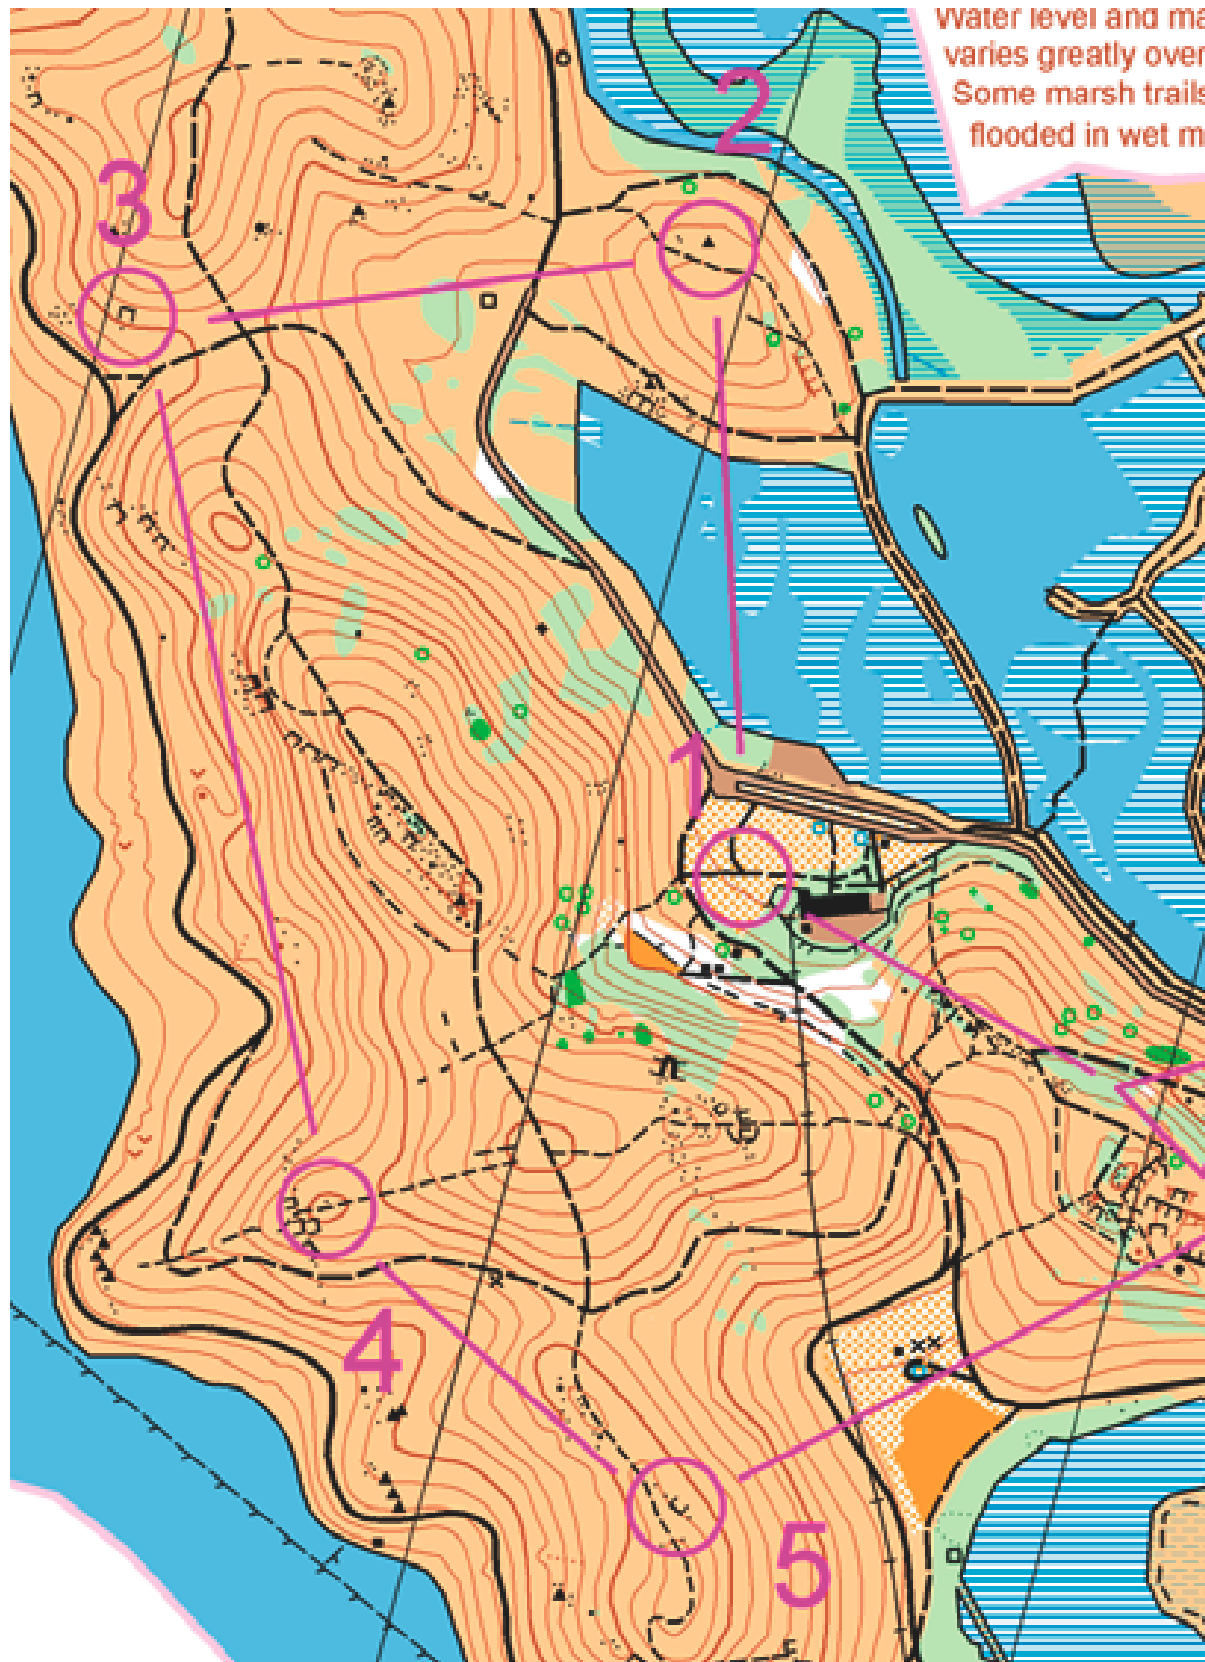 Water level and ma
varies greatly over
Some marsh trails
flooded in wet m
2
3
1
4
5